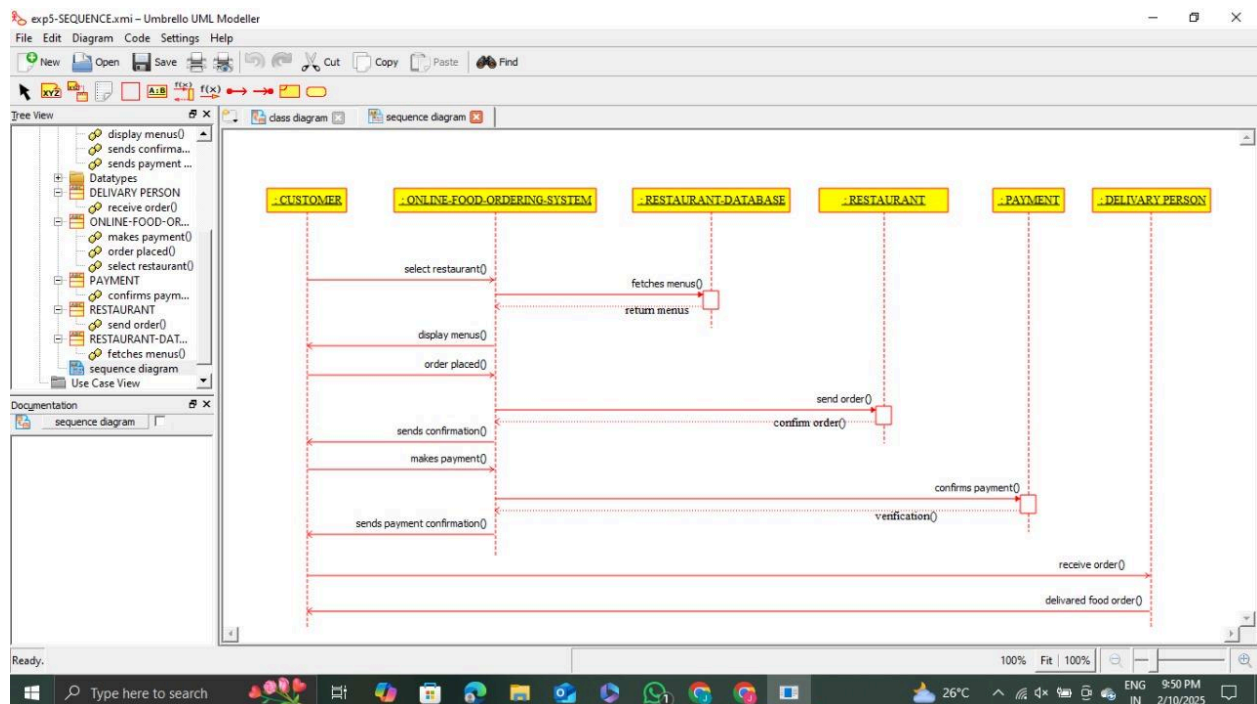 exp5-SEQUENCE.xmi – Umbrello UML Modeller
File Edit Diagram Code Settings Help
New Open Save Cut Copy Paste Find
XYZ A:B f(x) f(x)
Tree View
class diagram sequence diagram
display menus()
sends confirma...
sends payment ...
Datatypes
DELIVARY PERSON
receive order()
ONLINE-FOOD-OR...
makes payment()
order placed()
select restaurant()
PAYMENT
confirms paym...
RESTAURANT
send order()
RESTAURANT-DAT...
fetches menus()
sequence diagram
Use Case View
Documentation
sequence diagram
: CUSTOMER : ONLINE-FOOD-ORDERING-SYSTEM : RESTAURANT-DATABASE : RESTAURANT : PAYMENT : DELIVARY PERSON
select restaurant()
fetches menus()
return menus
display menus()
order placed()
send order()
confirm order()
sends confirmation()
makes payment()
confirms payment()
verification()
sends payment confirmation()
receive order()
delivared food order()
Ready. 100% Fit 100%
Type here to search 26°C ENG 9:50 PM
IN 2/10/2025